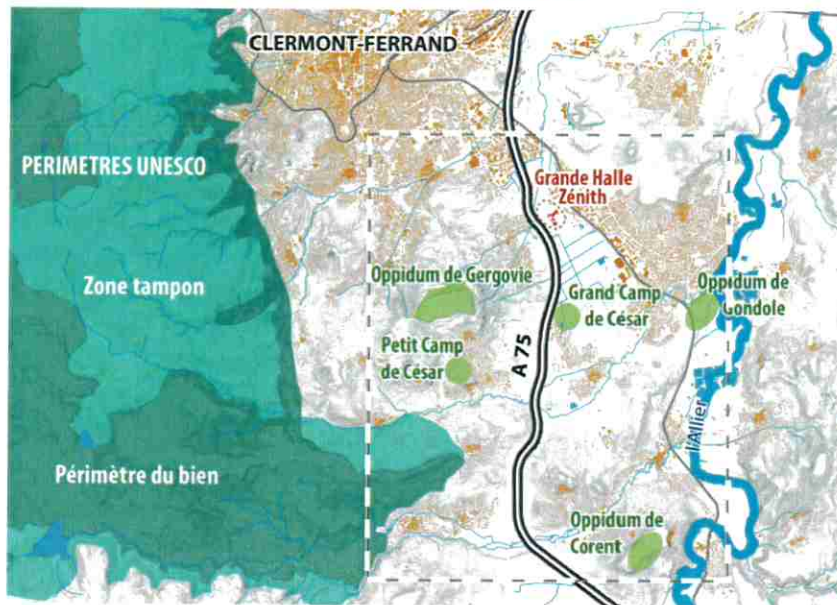 CLERMONT-FERRAND
PERIMETRES UNESCO
Grande Halle
Zénith
Zone tampon
Oppidum de Gergovie
Grand Camp
de César
Oppidum de
Gondole
Petit Camp
de César
A 75
l'Allier
Périmètre du bien
Oppidum de
Corent